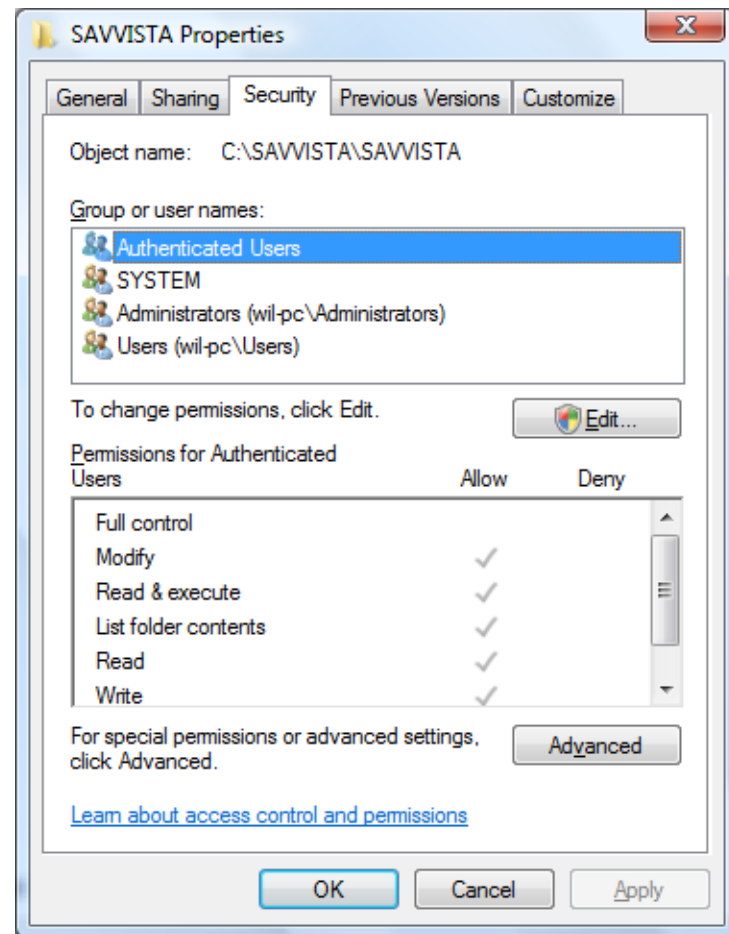 SAVVISTA Properties
General Sharing Security Previous Versions Customize
Object name: C:\SAVVISTA\SAVVISTA
Group or user names:
Authenticated Users
SYSTEM
Administrators (wil-pc\Administrators)
Users (wil-pc\Users)
To change permissions, click Edit.
Edit...
Permissions for Authenticated
Users Allow Deny
Full control
Modify
Read & execute
List folder contents
Read
Write
For special permissions or advanced settings,
click Advanced.
Advanced
Learn about access control and permissions
OK Cancel Apply